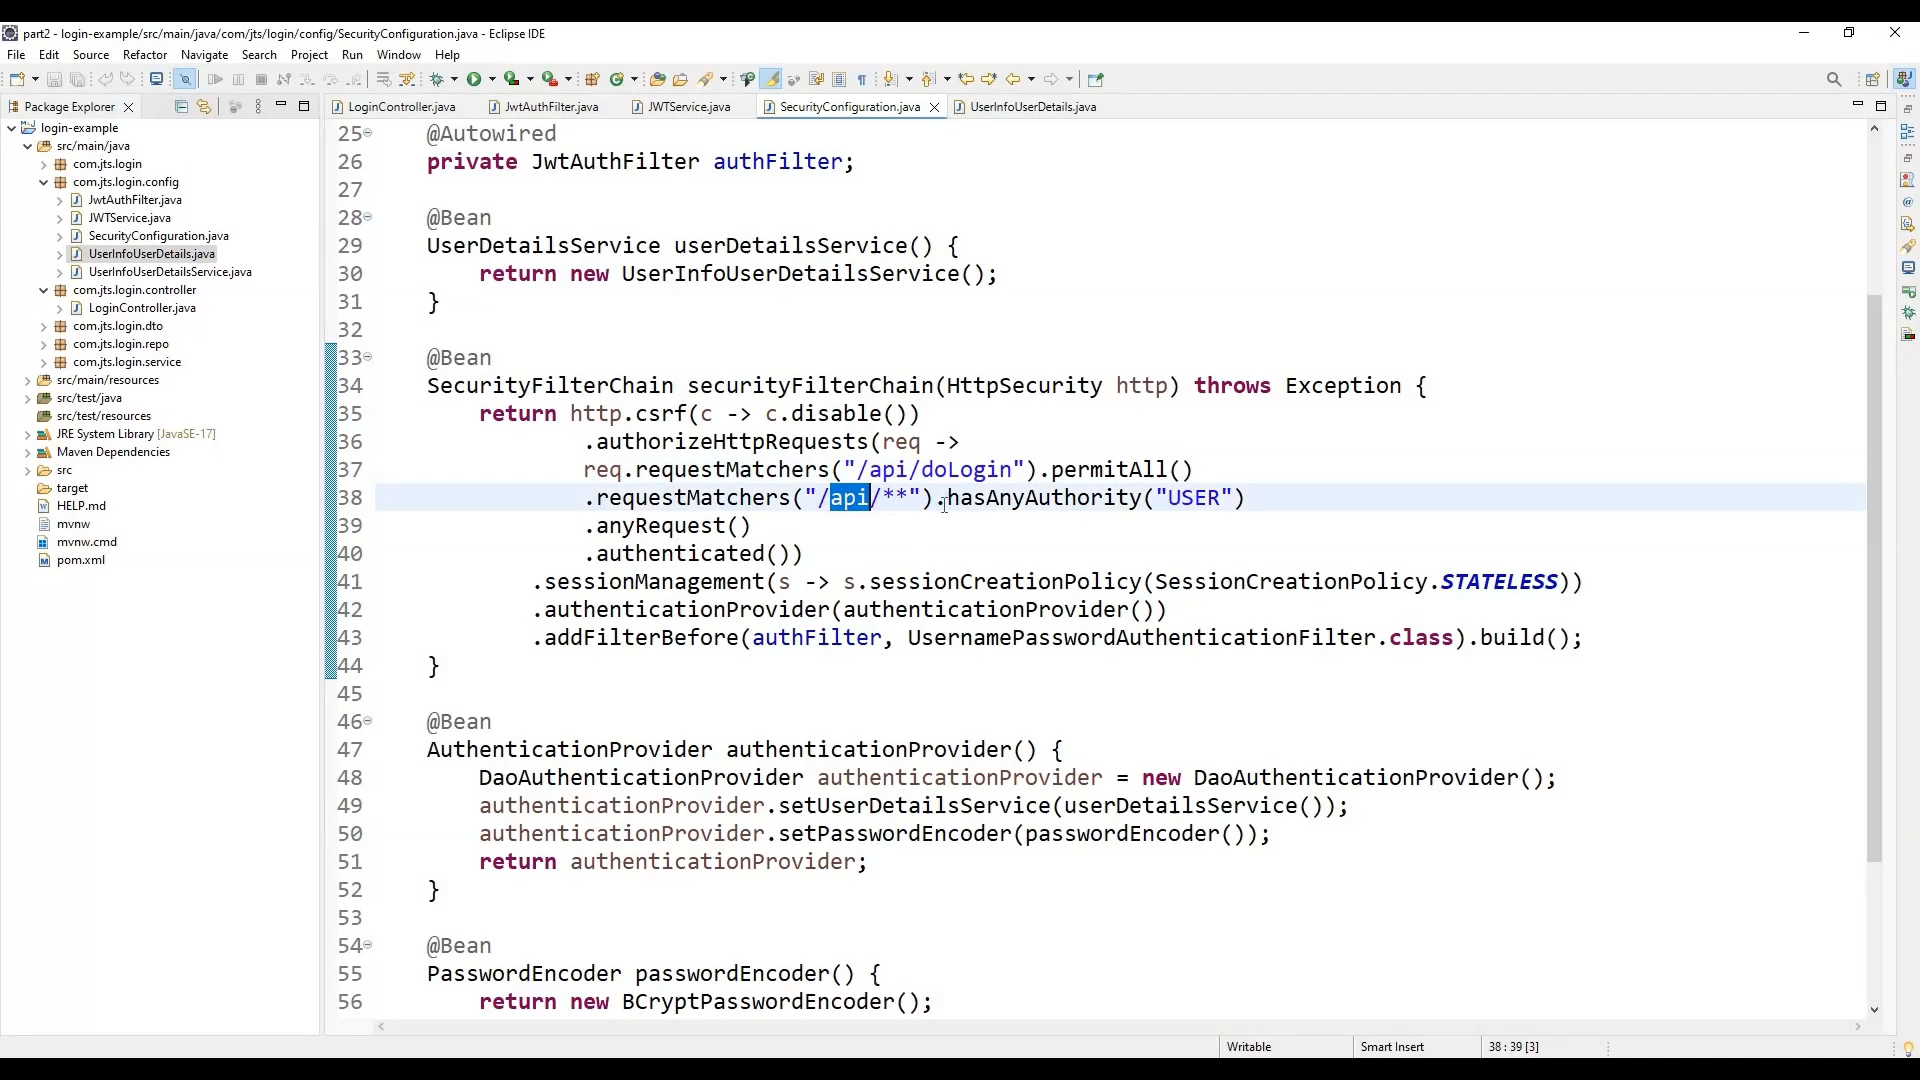 part2 - login-example/src/main/java/com/jts/login/config/SecurityConfiguration.java - Eclipse IDE
File Edit Source Refactor Navigate Search Project Run Window Help
Package Explorer
LoginController.java JwtAuthFilter.java JWTService.java SecurityConfiguration.java UserInfoUserDetails.java
login-example
src/main/java
com.jts.login
com.jts.login.config
JwtAuthFilter.java
JWTService.java
SecurityConfiguration.java
UserInfoUserDetails.java
UserInfoUserDetailsService.java
com.jts.login.controller
LoginController.java
com.jts.login.dto
com.jts.login.repo
com.jts.login.service
src/main/resources
src/test/java
src/test/resources
JRE System Library [JavaSE-17]
Maven Dependencies
src
target
HELP.md
mvnw
mvnw.cmd
pom.xml
25 @Autowired
26 private JwtAuthFilter authFilter;
27
28 @Bean
29 UserDetailsService userDetailsService() {
30 return new UserInfoUserDetailsService();
31 }
32
33 @Bean
34 SecurityFilterChain securityFilterChain(HttpSecurity http) throws Exception {
35 return http.csrf(c -> c.disable())
36 .authorizeHttpRequests(req ->
37 req.requestMatchers("/api/doLogin").permitAll()
38 .requestMatchers("/api/**").hasAnyAuthority("USER")
39 .anyRequest()
40 .authenticated())
41 .sessionManagement(s -> s.sessionCreationPolicy(SessionCreationPolicy.STATELESS))
42 .authenticationProvider(authenticationProvider())
43 .addFilterBefore(authFilter, UsernamePasswordAuthenticationFilter.class).build();
44 }
45
46 @Bean
47 AuthenticationProvider authenticationProvider() {
48 DaoAuthenticationProvider authenticationProvider = new DaoAuthenticationProvider();
49 authenticationProvider.setUserDetailsService(userDetailsService());
50 authenticationProvider.setPasswordEncoder(passwordEncoder());
51 return authenticationProvider;
52 }
53
54 @Bean
55 PasswordEncoder passwordEncoder() {
56 return new BCryptPasswordEncoder();
Writable Smart Insert 38 : 39 [3]